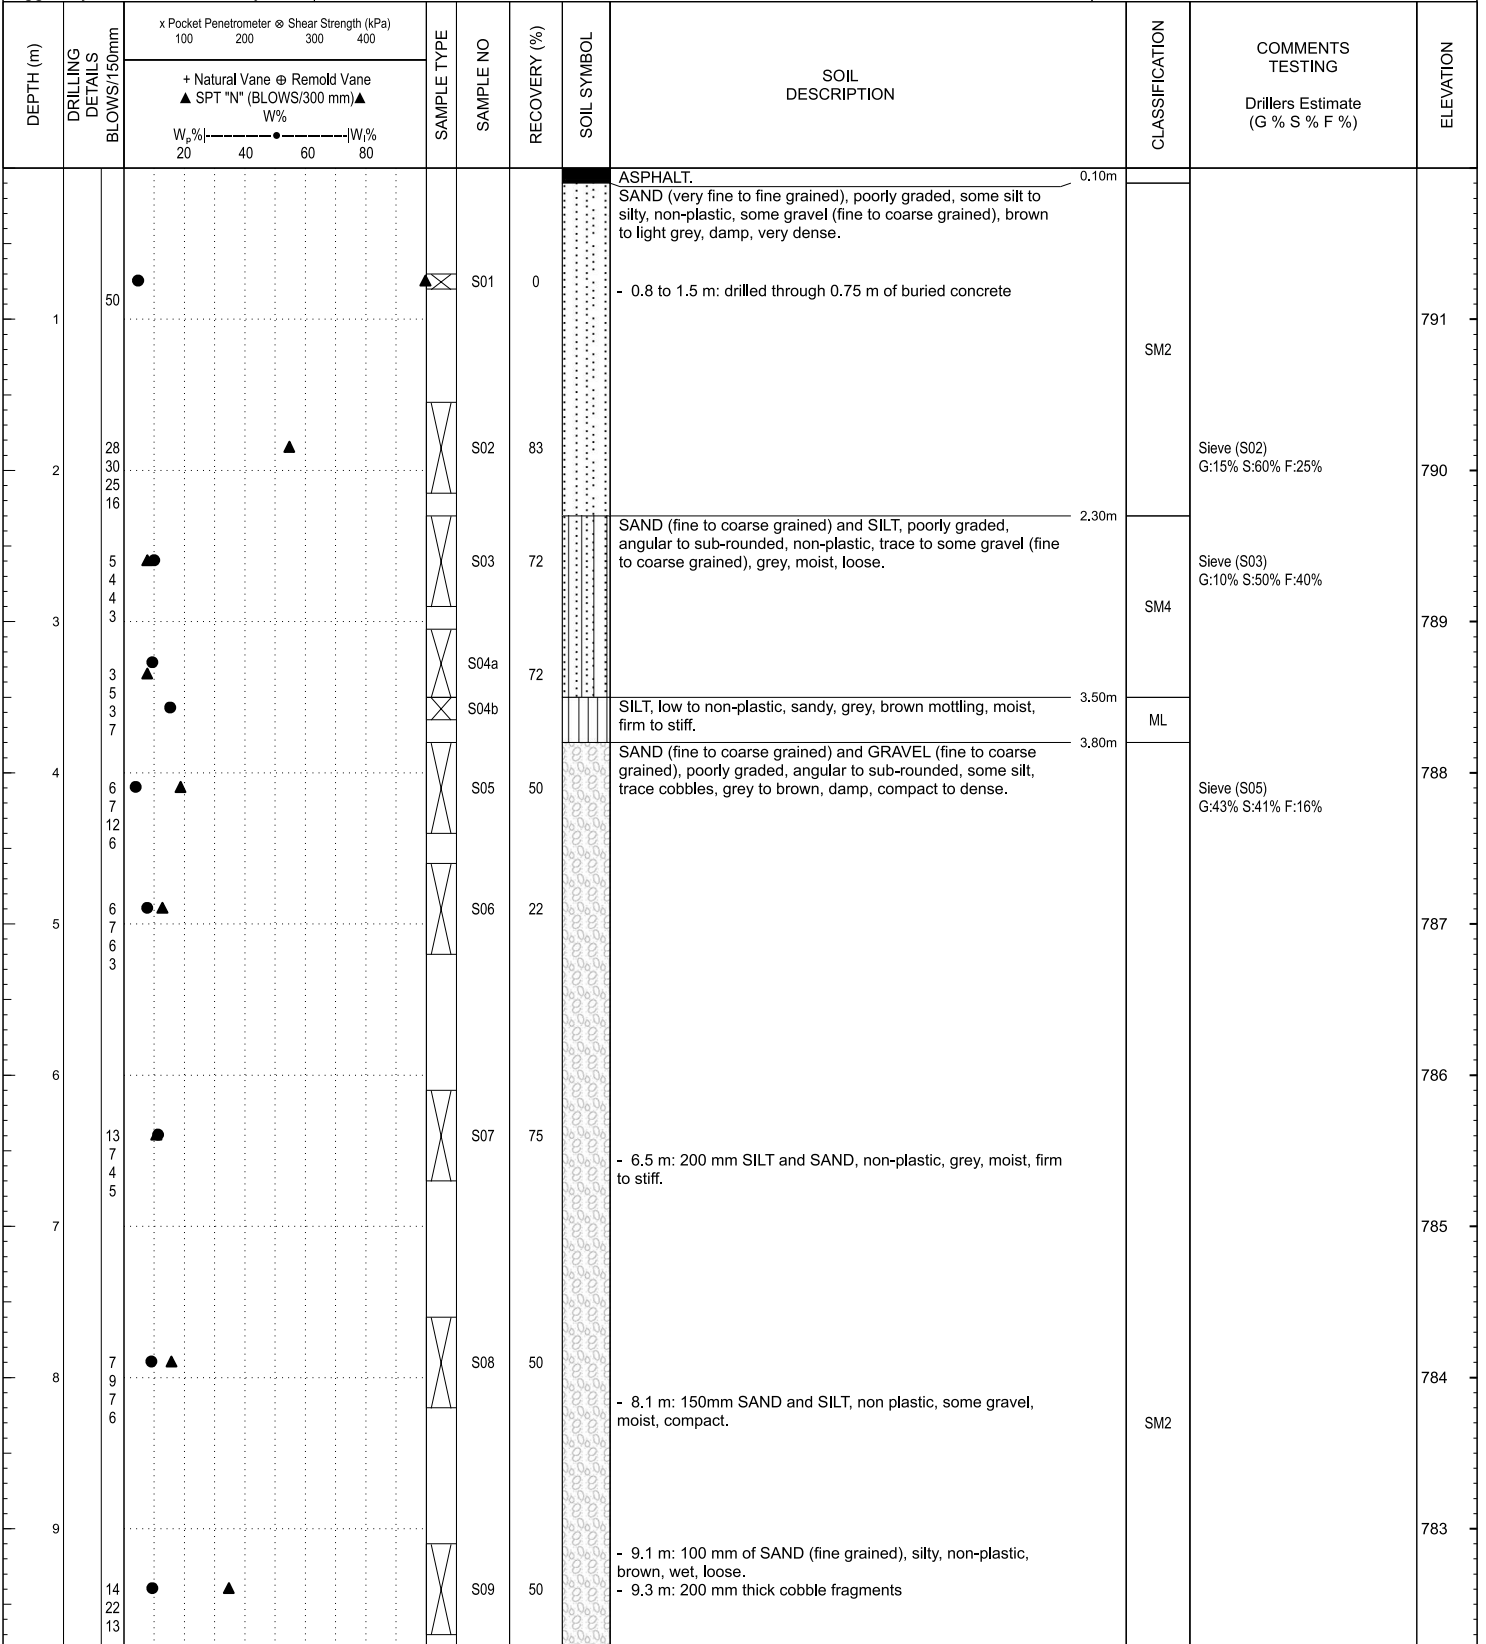 DEPTH (m)
DRILLING
DETAILS
BLOWS/150mm
x Pocket Penetrometer ⊗ Shear Strength (kPa)
100 200 300 400
+ Natural Vane ⊕ Remold Vane
▲ SPT "N" (BLOWS/300 mm)▲
W%
Wp%|-------●-------|Wl%
20 40 60 80
SAMPLE TYPE
SAMPLE NO
RECOVERY (%)
SOIL SYMBOL
SOIL
DESCRIPTION
CLASSIFICATION
COMMENTS
TESTING
Drillers Estimate
(G % S % F %)
ELEVATION
ASPHALT. 0.10m
SAND (very fine to fine grained), poorly graded, some silt to
silty, non-plastic, some gravel (fine to coarse grained), brown
to light grey, damp, very dense.
S01 0
50
- 0.8 to 1.5 m: drilled through 0.75 m of buried concrete
1 791
SM2
28 S02 83 Sieve (S02)
30
G:15% S:60% F:25%
2 790
25
16
2.30m
SAND (fine to coarse grained) and SILT, poorly graded,
angular to sub-rounded, non-plastic, trace to some gravel (fine
to coarse grained), grey, moist, loose.
5 S03 72 Sieve (S03)
4 G:10% S:50% F:40%
4
SM4
3
3 789
S04a
3 72
5
3.50m
3 S04b
SILT, low to non-plastic, sandy, grey, brown mottling, moist,
firm to stiff.
ML
7
3.80m
SAND (fine to coarse grained) and GRAVEL (fine to coarse
grained), poorly graded, angular to sub-rounded, some silt,
trace cobbles, grey to brown, damp, compact to dense.
4 788
6 S05 50 Sieve (S05)
7 G:43% S:41% F:16%
12
6
6 S06 22
5 787
7
6
3
6 786
13 S07 75
7
- 6.5 m: 200 mm SILT and SAND, non-plastic, grey, moist, firm
to stiff.
4
5
7 785
7 S08 50
8 784
9
7
- 8.1 m: 150mm SAND and SILT, non plastic, some gravel,
moist, compact.
6
SM2
9 783
- 9.1 m: 100 mm of SAND (fine grained), silty, non-plastic,
brown, wet, loose.
14 S09 50
- 9.3 m: 200 mm thick cobble fragments
22
13